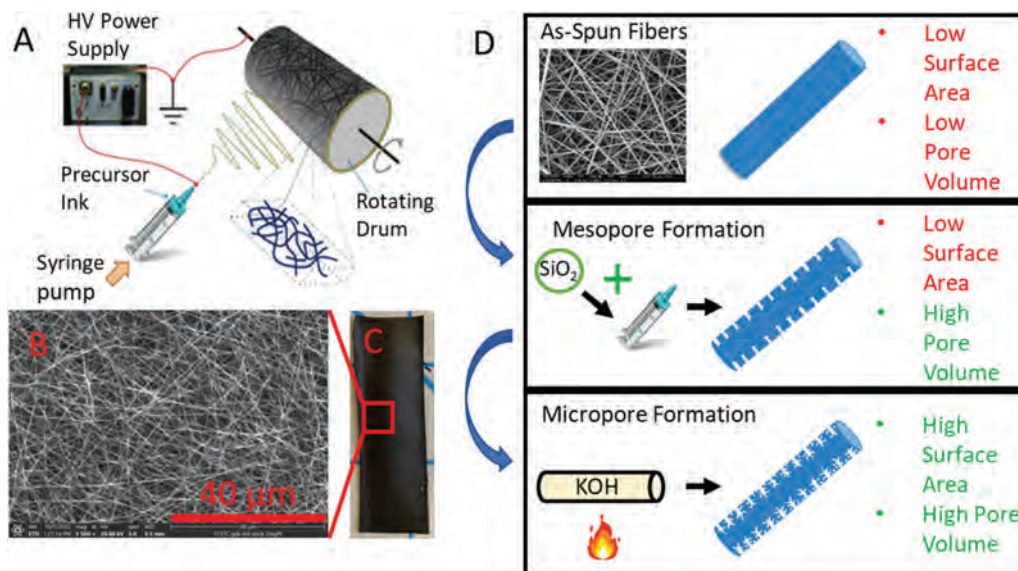 A
HV Power
Supply
Precursor
Ink
Syringe
pump
Rotating
Drum
B
40 μm
C
D
As-Spun Fibers
• Low
Surface
Area
• Low
Pore
Volume
Mesopore Formation
SiO₂
+
• Low
Surface
Area
• High
Pore
Volume
Micropore Formation
KOH
• High
Surface
Area
• High Pore
Volume